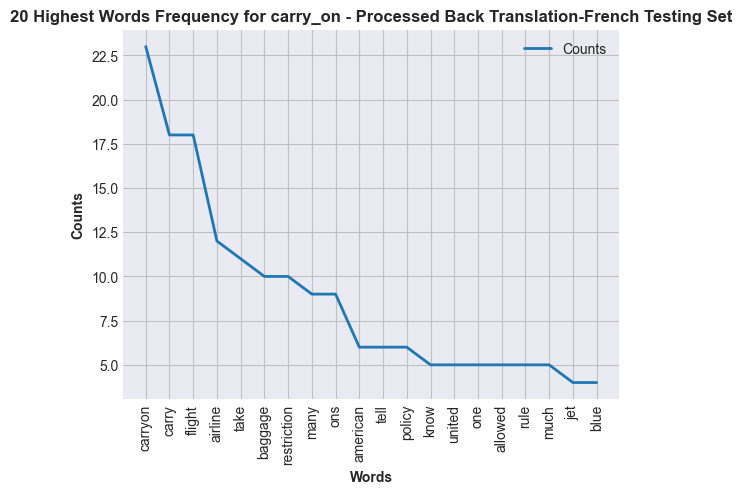 20 Highest Words Frequency for carry_on - Processed Back Translation-French Testing Set
Counts
Counts
22.5
20.0
17.5
15.0
12.5
10.0
7.5
5.0
carryon
carry
flight
airline
take
baggage
restriction
many
ons
american
tell
policy
know
united
one
allowed
rule
much
jet
blue
Words